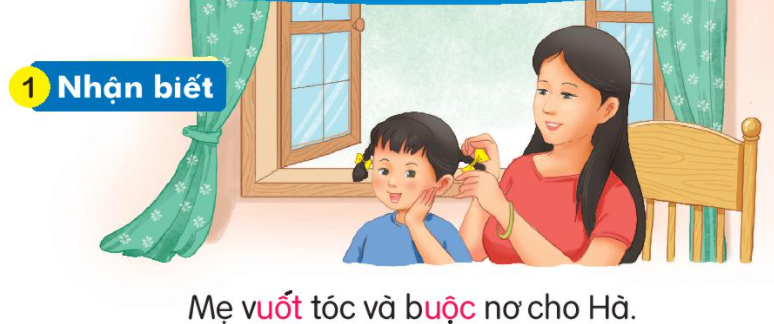 1 Nhận biết
Mẹ vuốt tóc và buộc nơ cho Hà.